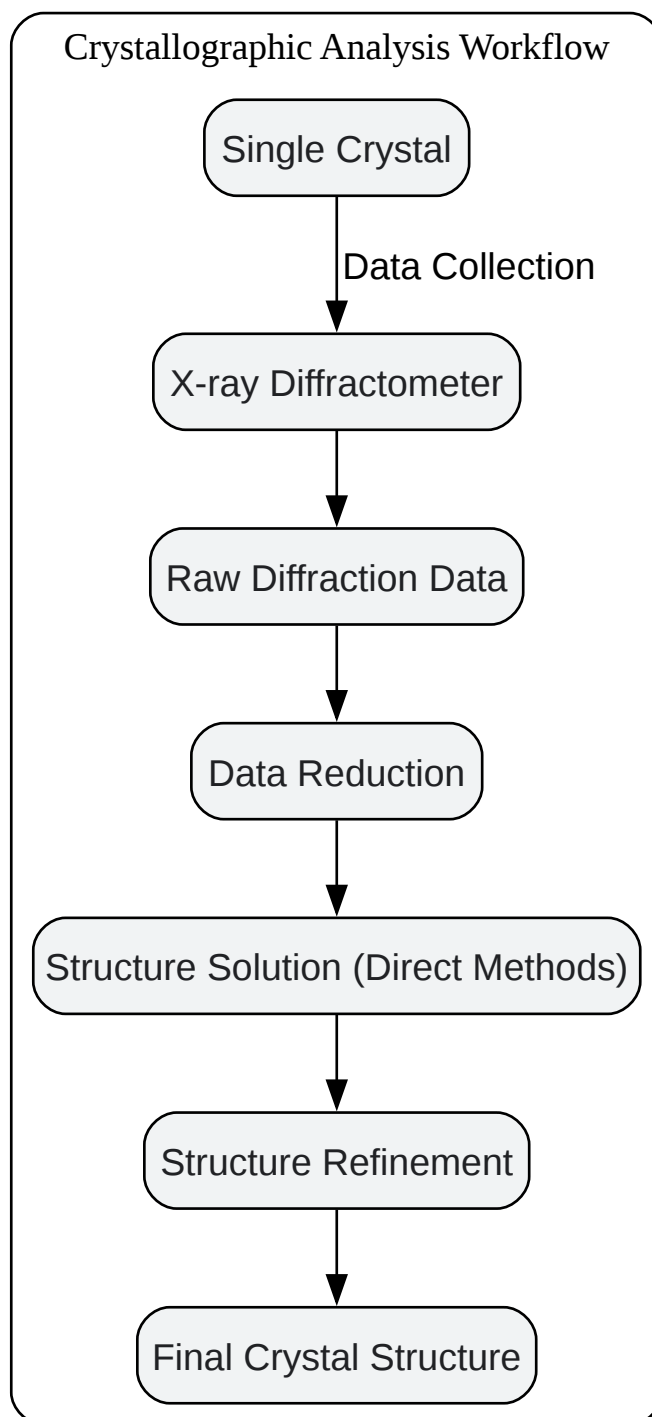 Crystallographic Analysis Workflow
Single Crystal
Data Collection
X-ray Diffractometer
Raw Diffraction Data
Data Reduction
Structure Solution (Direct Methods)
Structure Refinement
Final Crystal Structure